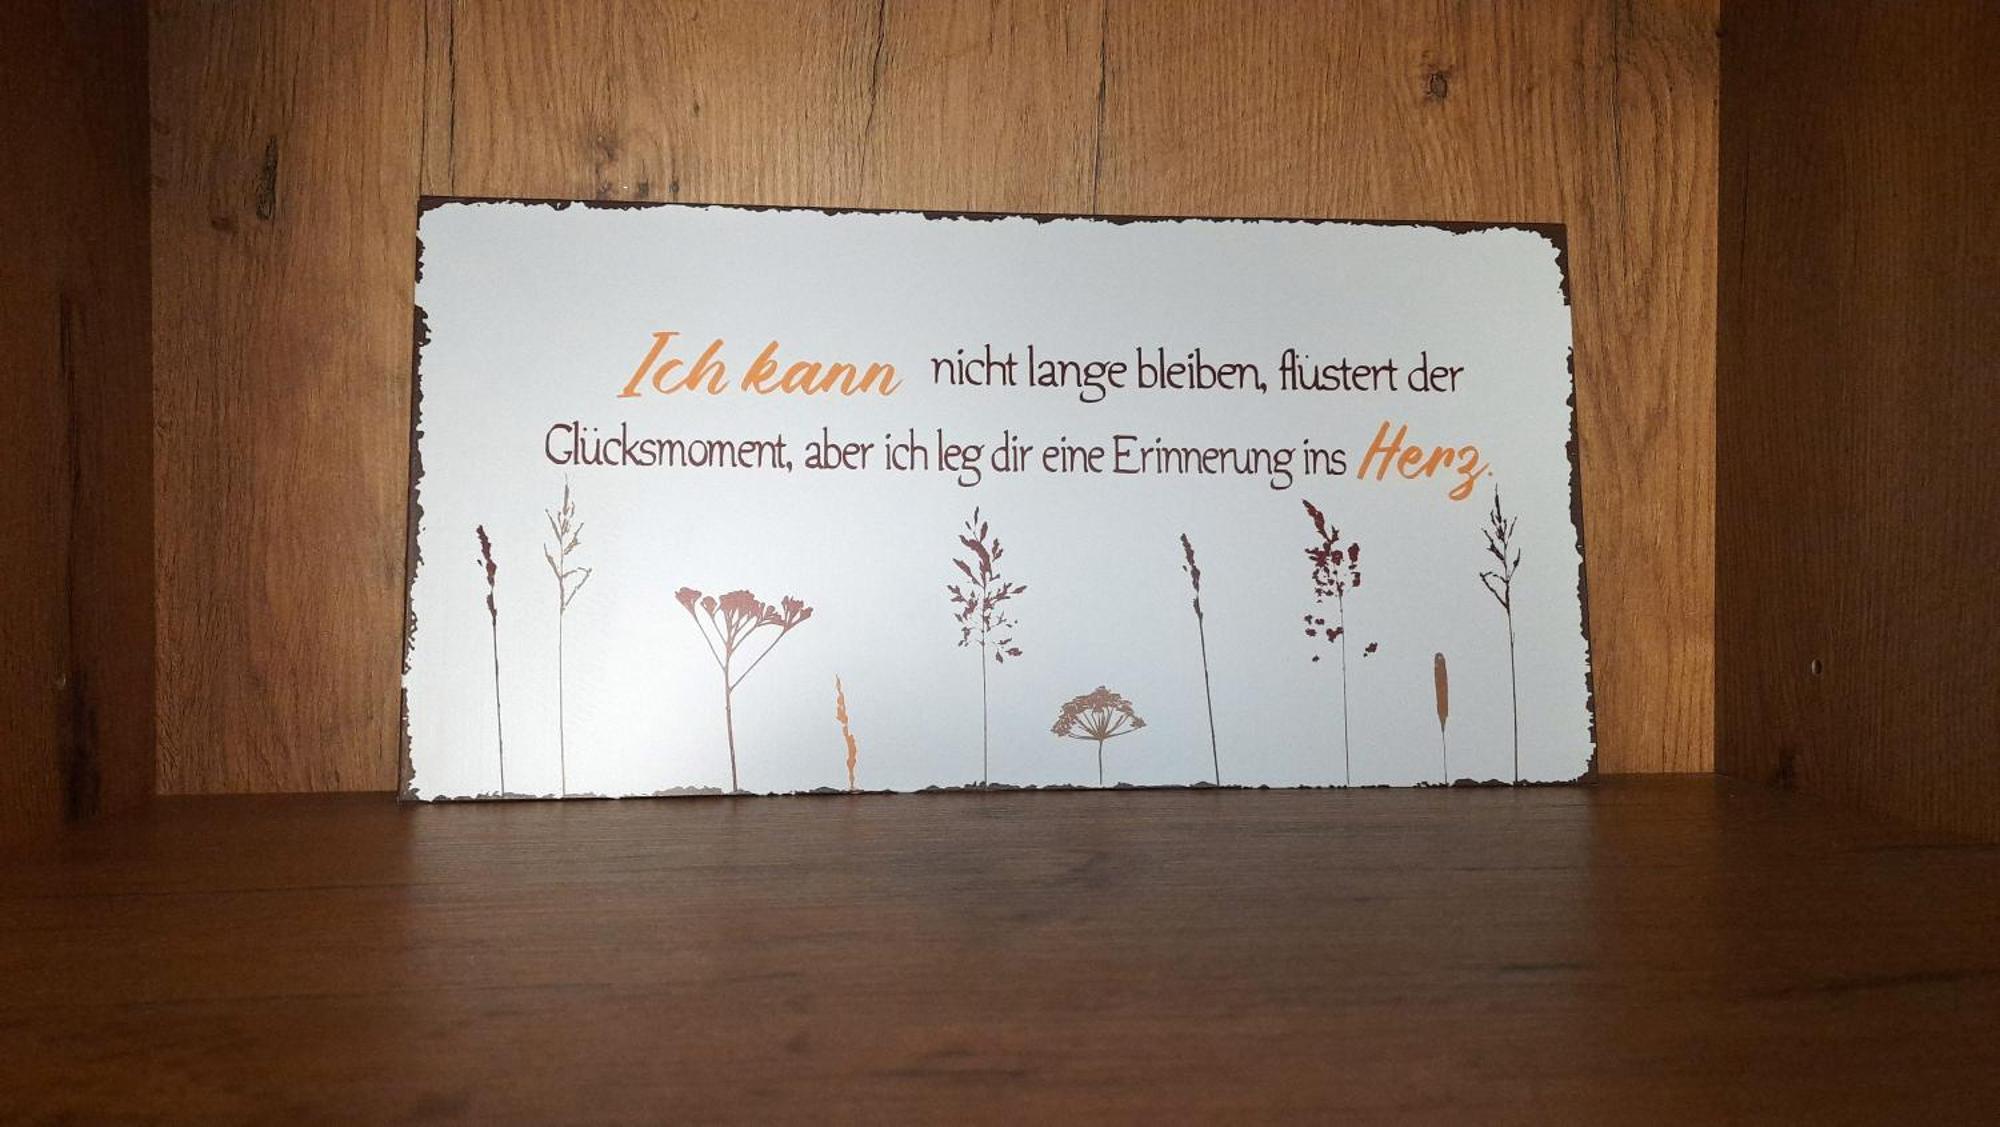 Ich kann nicht lange bleiben, flüstert der
Glücksmoment, aber ich leg dir eine Erinnerung ins Herz.